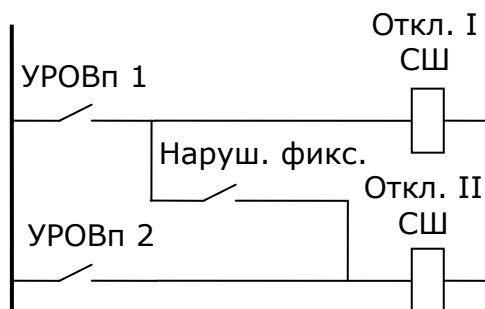 Откл. I
СШ
УРОВп 1
Наруш. фикс.
Откл. II
СШ
УРОВп 2